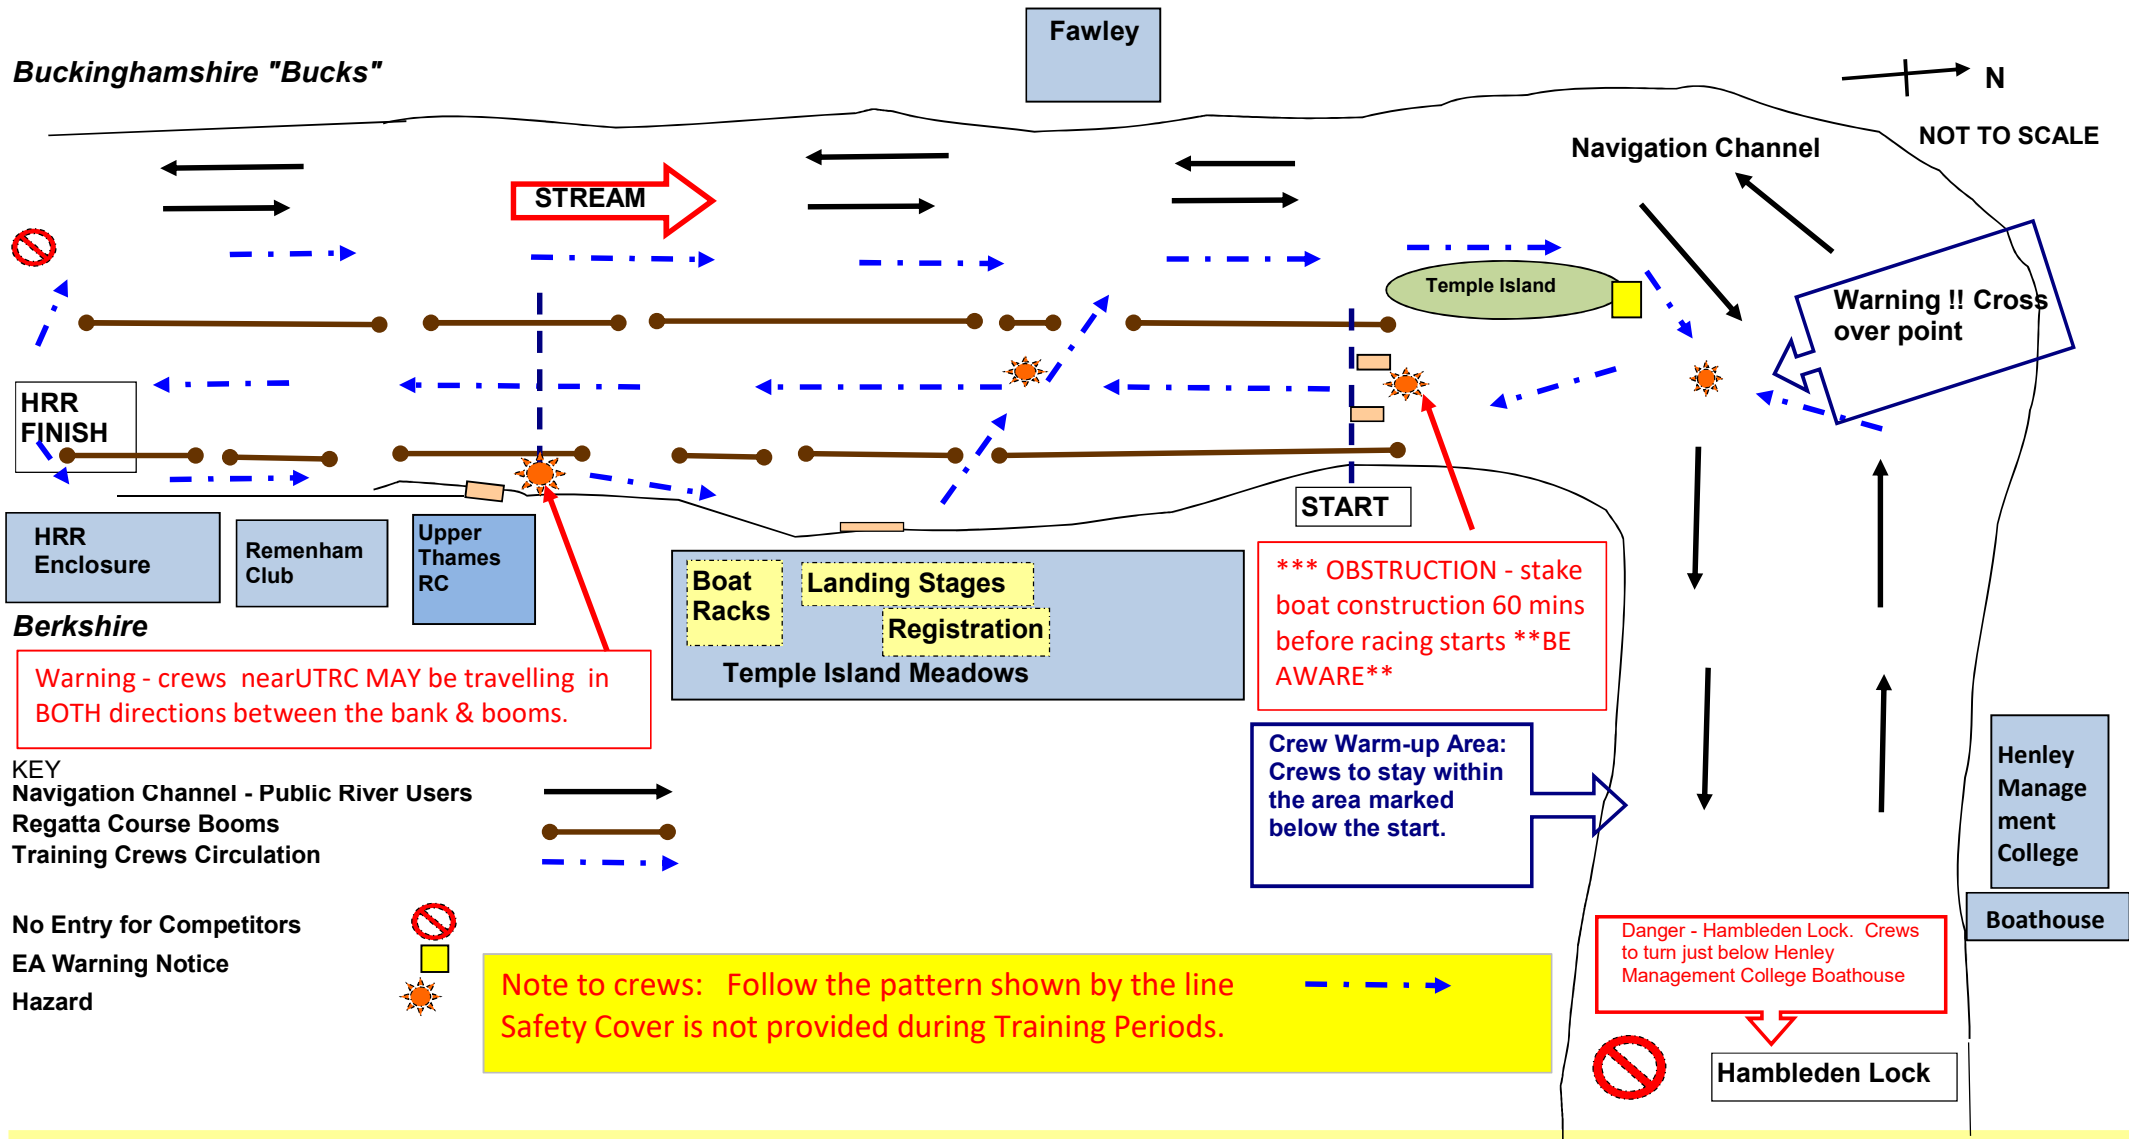 Fawley
Buckinghamshire "Bucks"
N
NOT TO SCALE
Navigation Channel
STREAM
Temple Island
Warning !! Cross
over point
HRR
FINISH
START
HRR
Enclosure
Remenham
Club
Upper
Thames
RC
Boat
Racks
Landing Stages
Registration
Temple Island Meadows
*** OBSTRUCTION - stake
boat construction 60 mins
before racing starts **BE
AWARE**
Berkshire
Warning - crews nearUTRC MAY be travelling in
BOTH directions between the bank & booms.
Crew Warm-up Area:
Crews to stay within
the area marked
below the start.
Henley
Manage
ment
College
Boathouse
KEY
Navigation Channel - Public River Users
Regatta Course Booms
Training Crews Circulation
No Entry for Competitors
EA Warning Notice
Hazard
Note to crews: Follow the pattern shown by the line
Safety Cover is not provided during Training Periods.
Danger - Hambleden Lock. Crews
to turn just below Henley
Management College Boathouse
Hambleden Lock